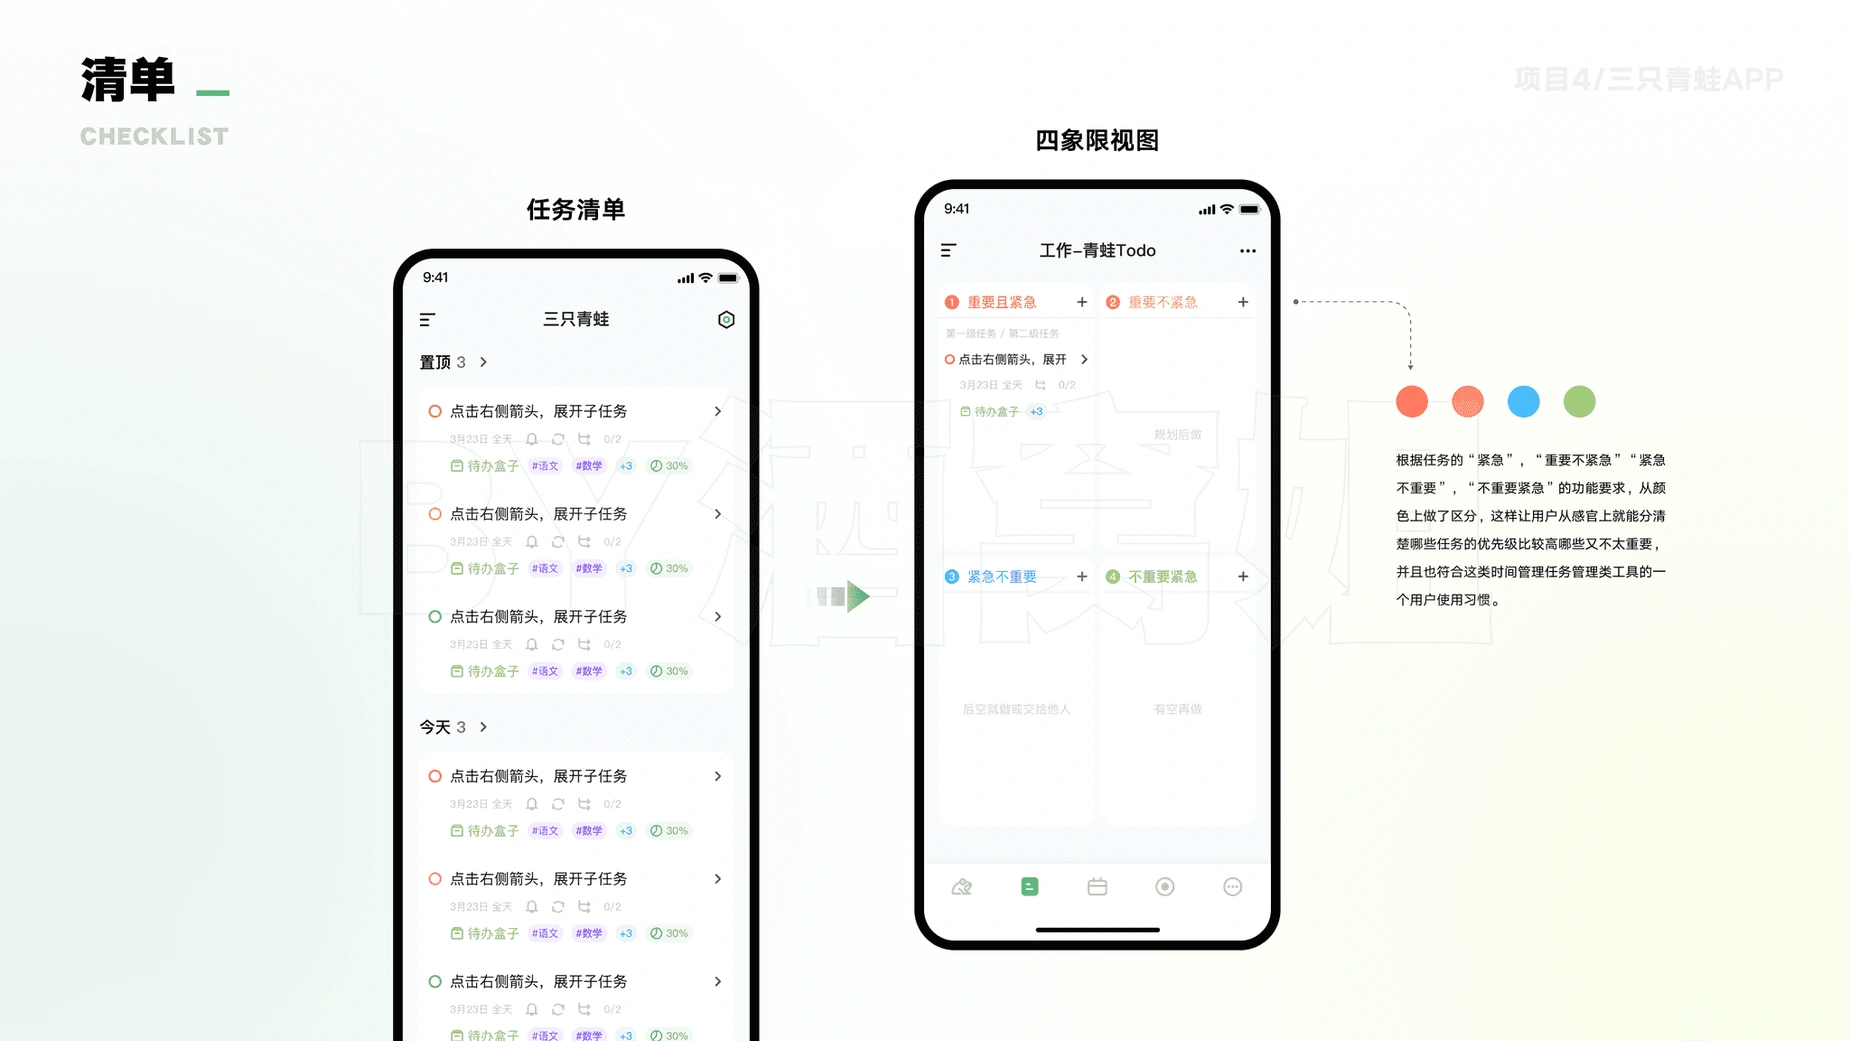 清单
CHECKLIST
项目4/三只青蛙APP
任务清单
9:41
三只青蛙
置顶 3
点击右侧箭头，展开子任务
3月23日 全天 0/2
待办盒子 #语文 #数学 +3 30%
点击右侧箭头，展开子任务
3月23日 全天 0/2
待办盒子 #语文 #数学 +3 30%
点击右侧箭头，展开子任务
3月23日 全天 0/2
待办盒子 #语文 #数学 +3 30%
今天 3
点击右侧箭头，展开子任务
3月23日 全天 0/2
待办盒子 #语文 #数学 +3 30%
点击右侧箭头，展开子任务
3月23日 全天 0/2
待办盒子 #语文 #数学 +3 30%
点击右侧箭头，展开子任务
3月23日 全天 0/2
待办盒子 #语文 #数学 +3 30%
四象限视图
9:41
工作-青蛙Todo
1 重要且紧急 +
第一级任务 / 第二级任务
点击右侧箭头，展开
3月23日 全天 0/2
待办盒子 +3
2 重要不紧急 +
规划后做
3 紧急不重要 +
后空就做或交给他人
4 不重要紧急 +
有空再做
根据任务的“紧急”，“重要不紧急”“紧急
不重要”，“不重要紧急”的功能要求，从颜
色上做了区分，这样让用户从感官上就能分清
楚哪些任务的优先级比较高哪些又不太重要，
并且也符合这类时间管理任务管理类工具的一
个用户使用习惯。